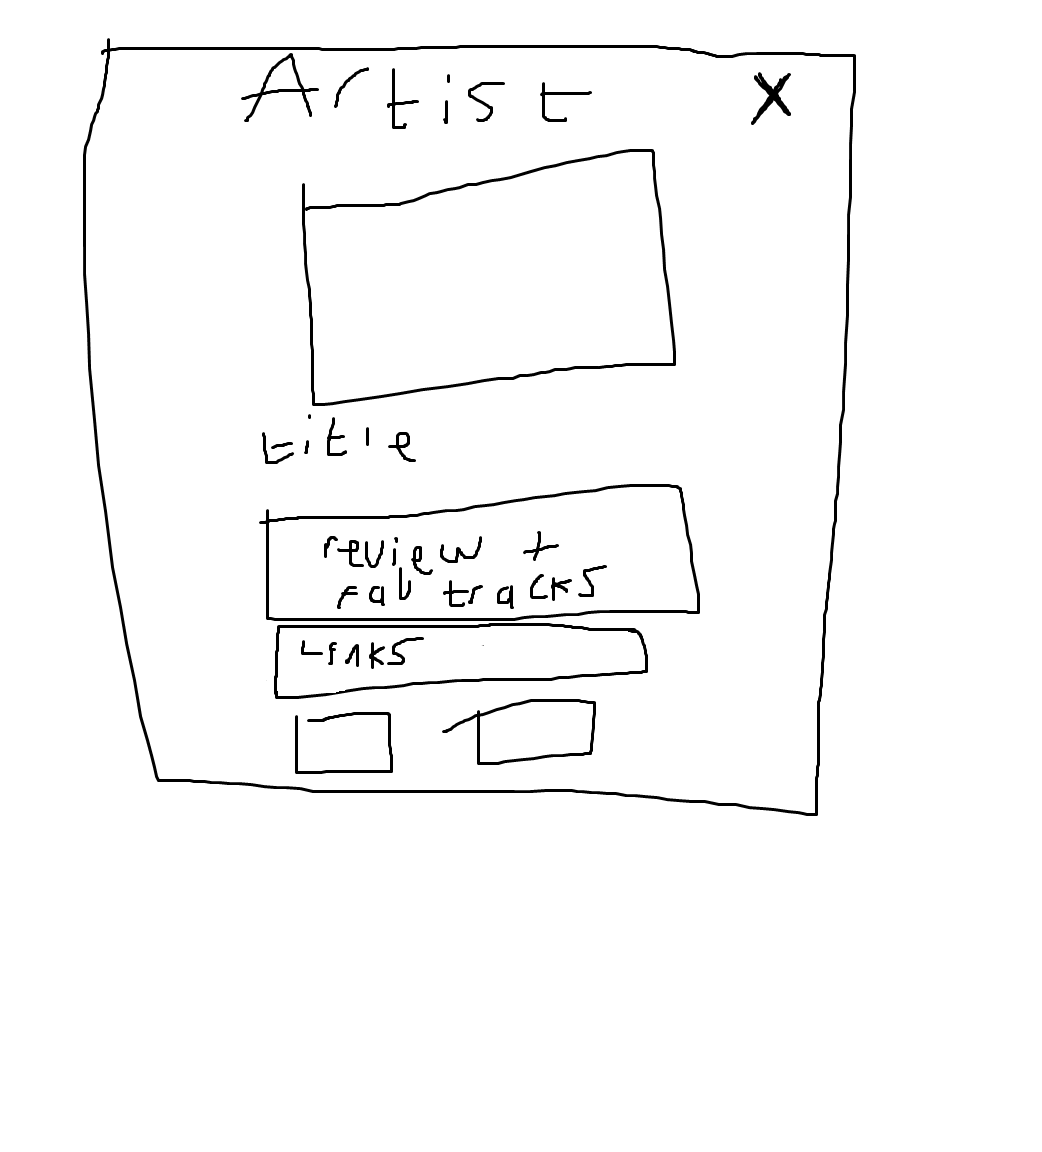 Artist X
title
review +
fav tracks
Links